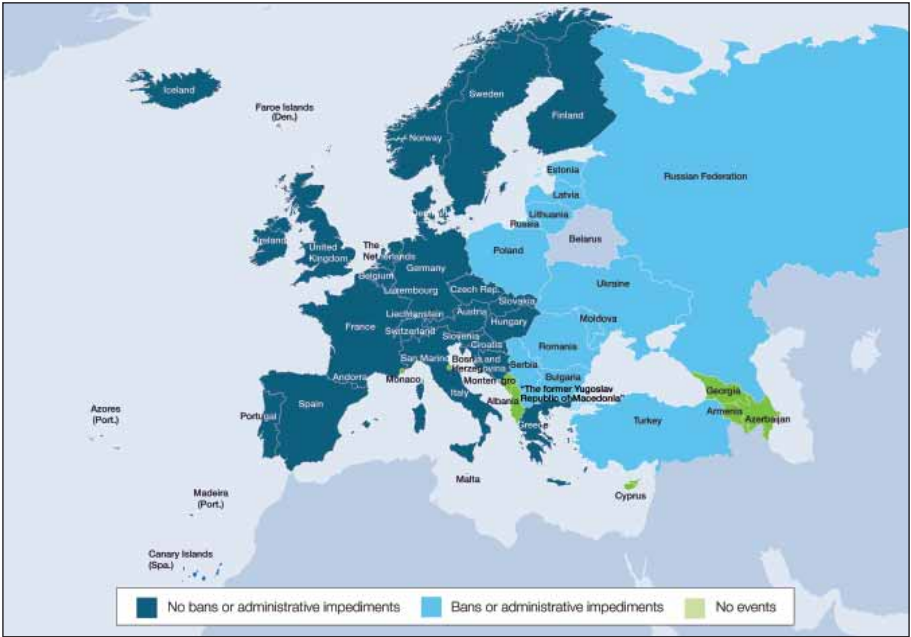 Iceland
Faroe Islands
(Den.)
Sweden
Finland
Norway
Russian Federation
Estonia
Latvia
Lithuania
Russia
Ireland
United
Kingdom
The
Netherlands
Belarus
Poland
Germany
Belgium
Luxembourg
Czech Rep.
Ukraine
Slovakia
Liechtenstein
Austria
Moldova
France
Switzerland
Hungary
Slovenia
Croatia
Romania
San Marino
Bosnia and
Herzegovina
Serbia
Andorra
Monaco
Montenegro
Bulgaria
Italy
"The former Yugoslav
Republic of Macedonia"
Georgia
Albania
Armenia
Azerbaijan
Azores
(Port.)
Portugal
Spain
Greece
Turkey
Malta
Cyprus
Madeira
(Port.)
Canary Islands
(Spa.)
No bans or administrative impediments
Bans or administrative impediments
No events